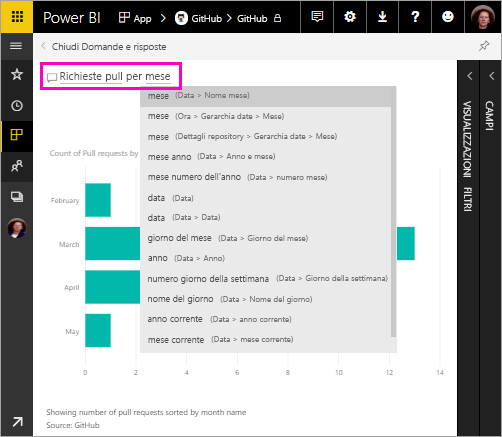 Power BI App > GitHub > GitHub
Chiudi Domande e risposte
Richieste pull per mese
mese (Data > Nome mese)
mese (Ora > Gerarchia date > Mese)
mese (Dettagli repository > Gerarchia date > Mese)
mese anno (Data > Anno e mese)
mese numero dell'anno (Data > numero mese)
data (Data)
data (Data > Data)
giorno del mese (Data > Giorno del mese)
anno (Data > Anno)
numero giorno della settimana (Data > Giorno della settimana)
nome del giorno (Data > Nome del giorno)
anno corrente (Data > anno corrente)
mese corrente (Data > mese corrente)
Count of Pull requests by
February
March
April
May
0 2 4 6 8 10 12 14
Showing number of pull requests sorted by month name
Source: GitHub
VISUALIZZAZIONI
FILTRI
CAMPI